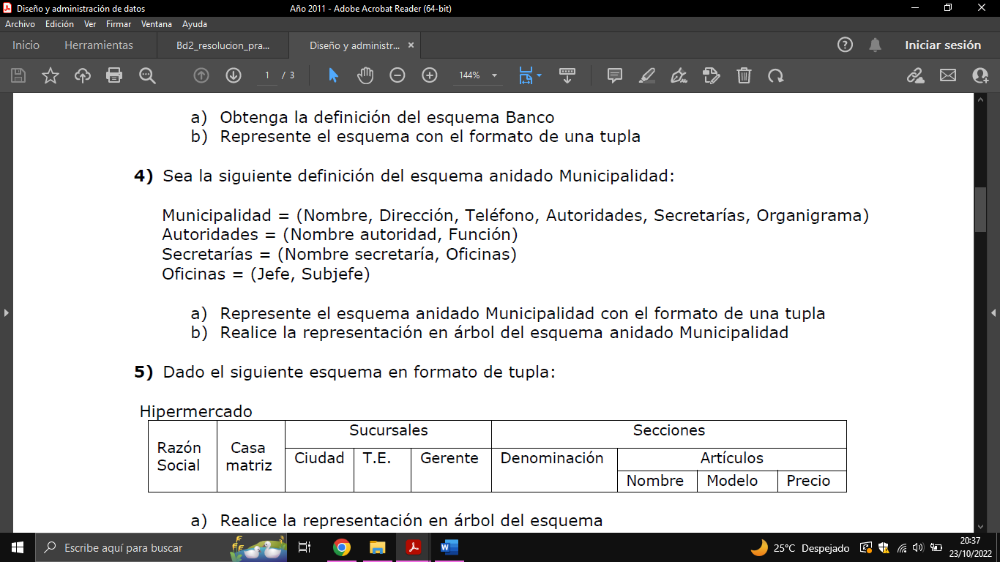 Diseño y administración de datos
Año 2011 - Adobe Acrobat Reader (64-bit)
Archivo Edición Ver Firmar Ventana Ayuda
Inicio Herramientas Bd2_resolucion_pra... Diseño y administr... × Iniciar sesión
1 / 3 144%
a) Obtenga la definición del esquema Banco
b) Represente el esquema con el formato de una tupla
4) Sea la siguiente definición del esquema anidado Municipalidad:
Municipalidad = (Nombre, Dirección, Teléfono, Autoridades, Secretarías, Organigrama)
Autoridades = (Nombre autoridad, Función)
Secretarías = (Nombre secretaría, Oficinas)
Oficinas = (Jefe, Subjefe)
a) Represente el esquema anidado Municipalidad con el formato de una tupla
b) Realice la representación en árbol del esquema anidado Municipalidad
5) Dado el siguiente esquema en formato de tupla:
Hipermercado
Razón Social
Casa matriz
Sucursales
Secciones
Ciudad T.E. Gerente Denominación Artículos
Nombre Modelo Precio
a) Realice la representación en árbol del esquema
Escribe aquí para buscar
25°C Despejado
20:37
23/10/2022